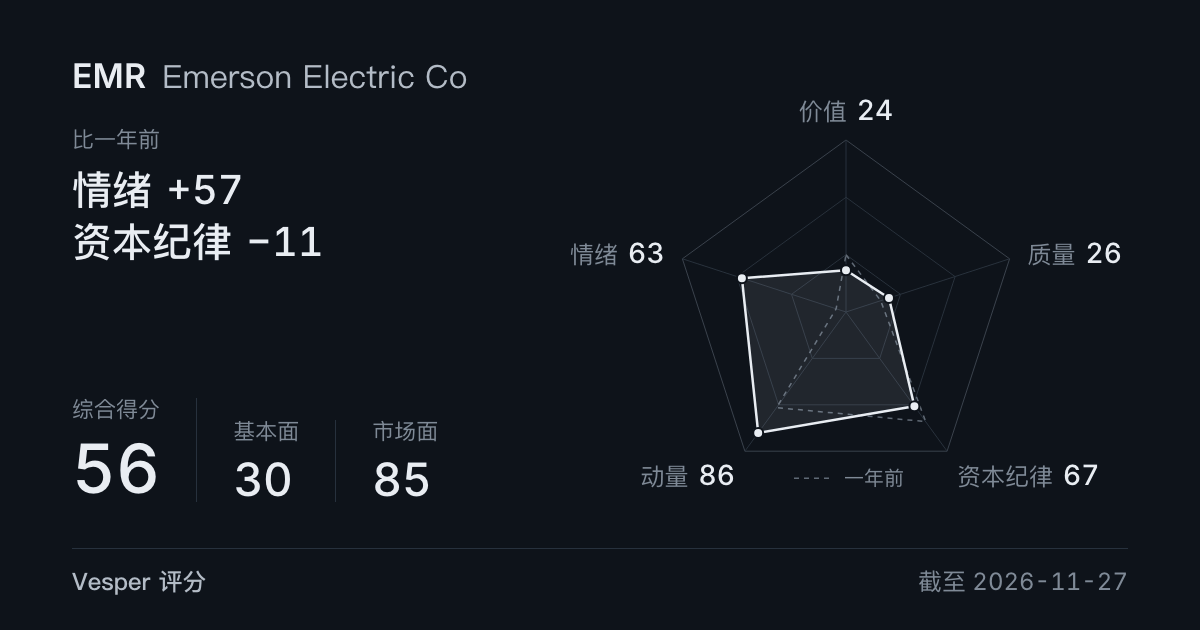 EMR Emerson Electric Co
比一年前
情绪 +57
资本纪律 −11
综合得分
56
基本面
30
市场面
85
价值 24
情绪 63
质量 26
动量 86
一年前
资本纪律 67
Vesper 评分
截至 2026-11-27